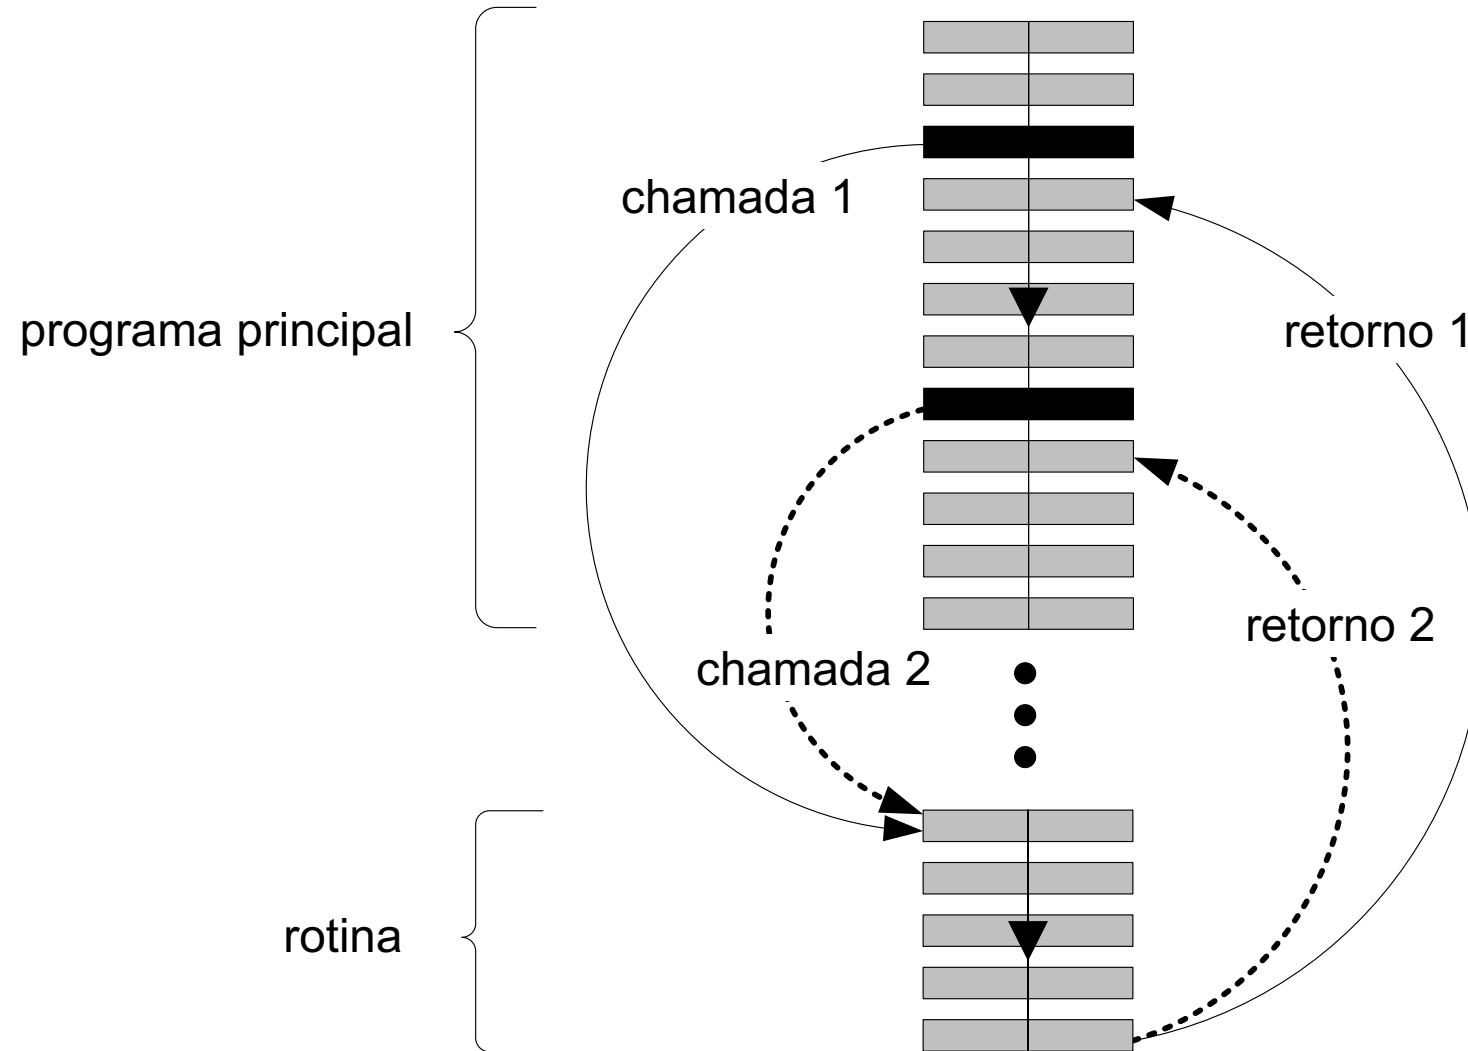 chamada 1
programa principal
retorno 1
retorno 2
chamada 2
rotina